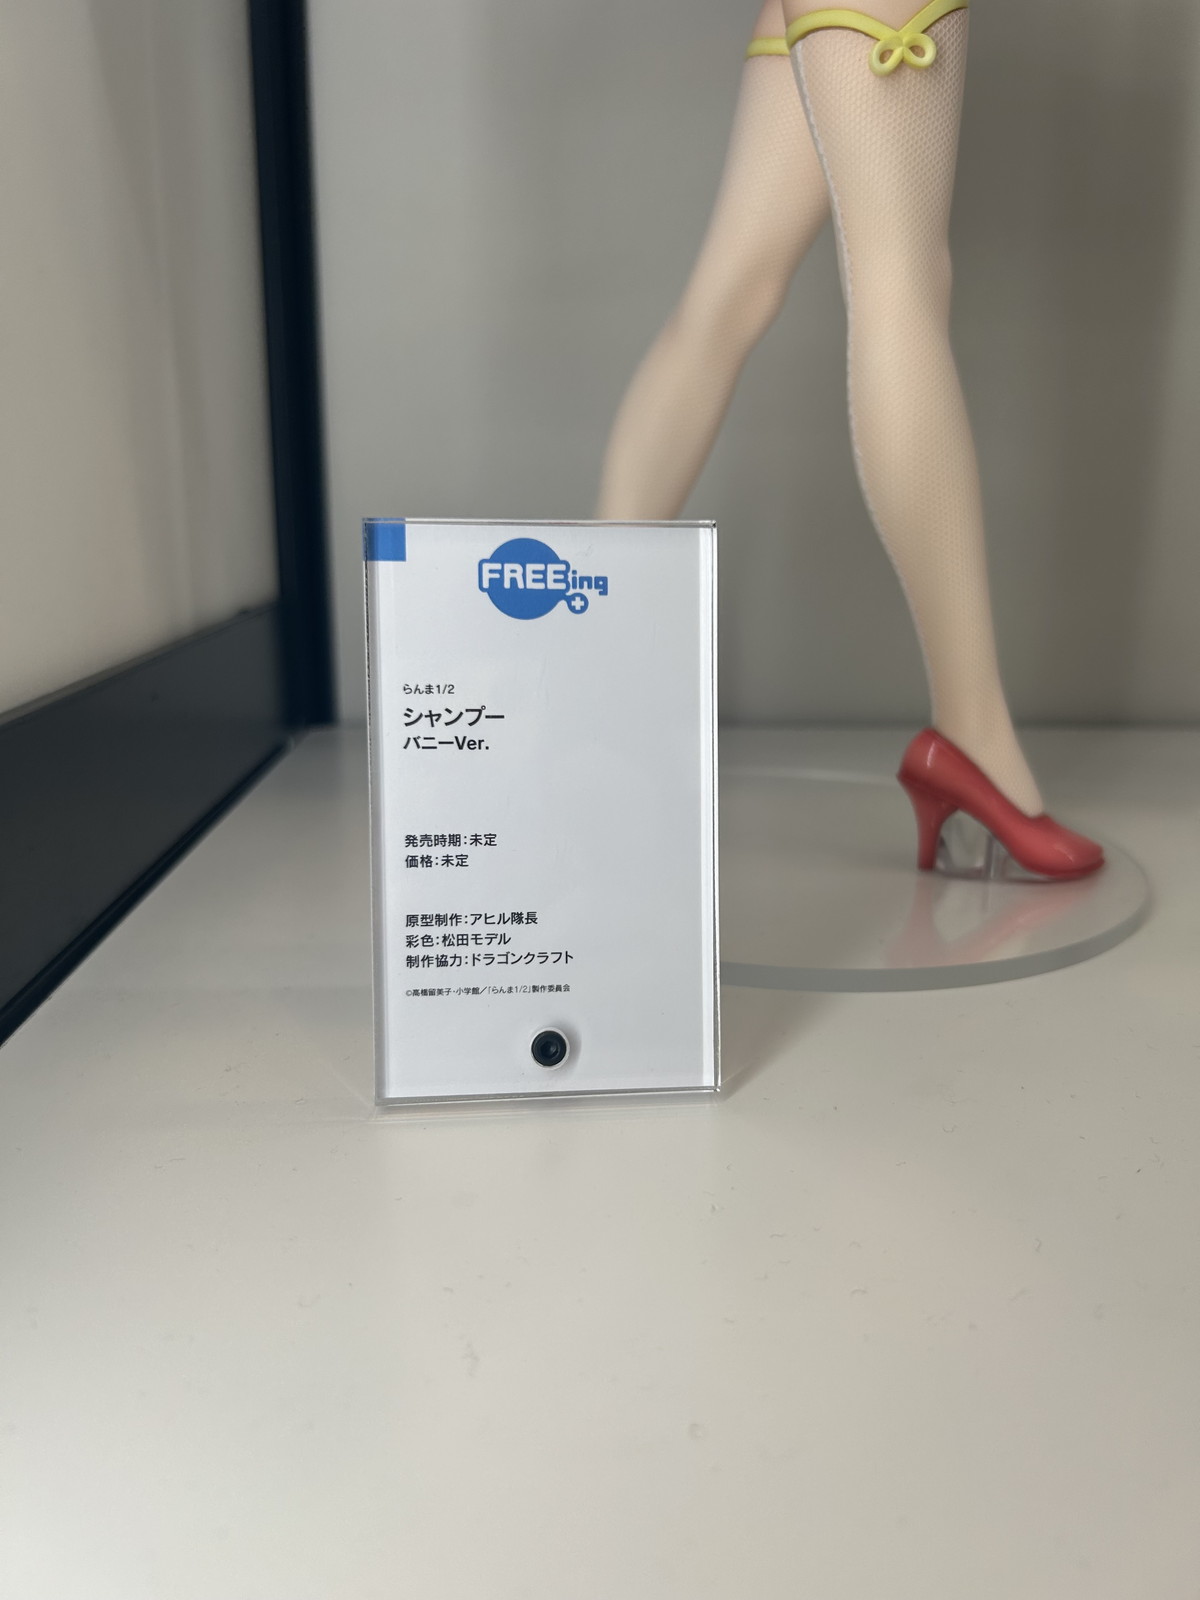 FREEing
らんま1/2
シャンプー
バニーVer.
発売時期：未定
価格：未定
原型制作：アヒル隊長
彩色：松田モデル
制作協力：ドラゴンクラフト
©高橋留美子・小学館／「らんま1/2」製作委員会